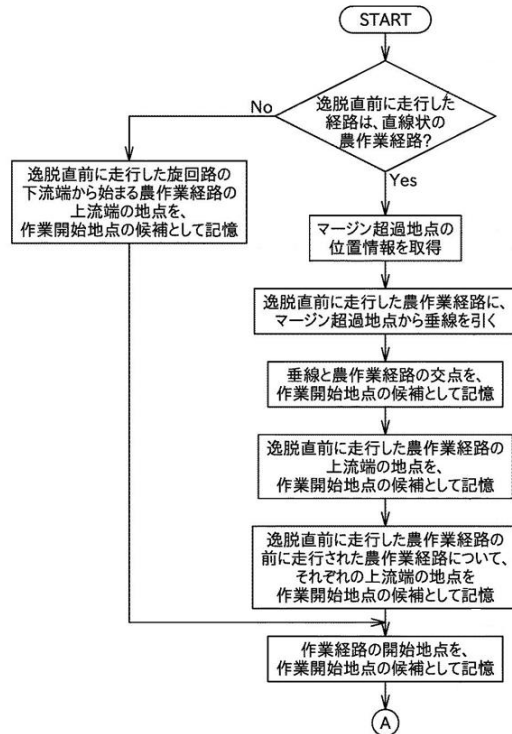 START
逸脱直前に走行した
経路は、直線状の
農作業経路?
No
Yes
逸脱直前に走行した旋回路の
下流端から始まる農作業経路の
上流端の地点を、
作業開始地点の候補として記憶
マージン超過地点の
位置情報を取得
逸脱直前に走行した農作業経路に、
マージン超過地点から垂線を引く
垂線と農作業経路の交点を、
作業開始地点の候補として記憶
逸脱直前に走行した農作業経路の
上流端の地点を、
作業開始地点の候補として記憶
逸脱直前に走行した農作業経路の
前に走行された農作業経路について、
それぞれの上流端の地点を
作業開始地点の候補として記憶
作業経路の開始地点を、
作業開始地点の候補として記憶
A